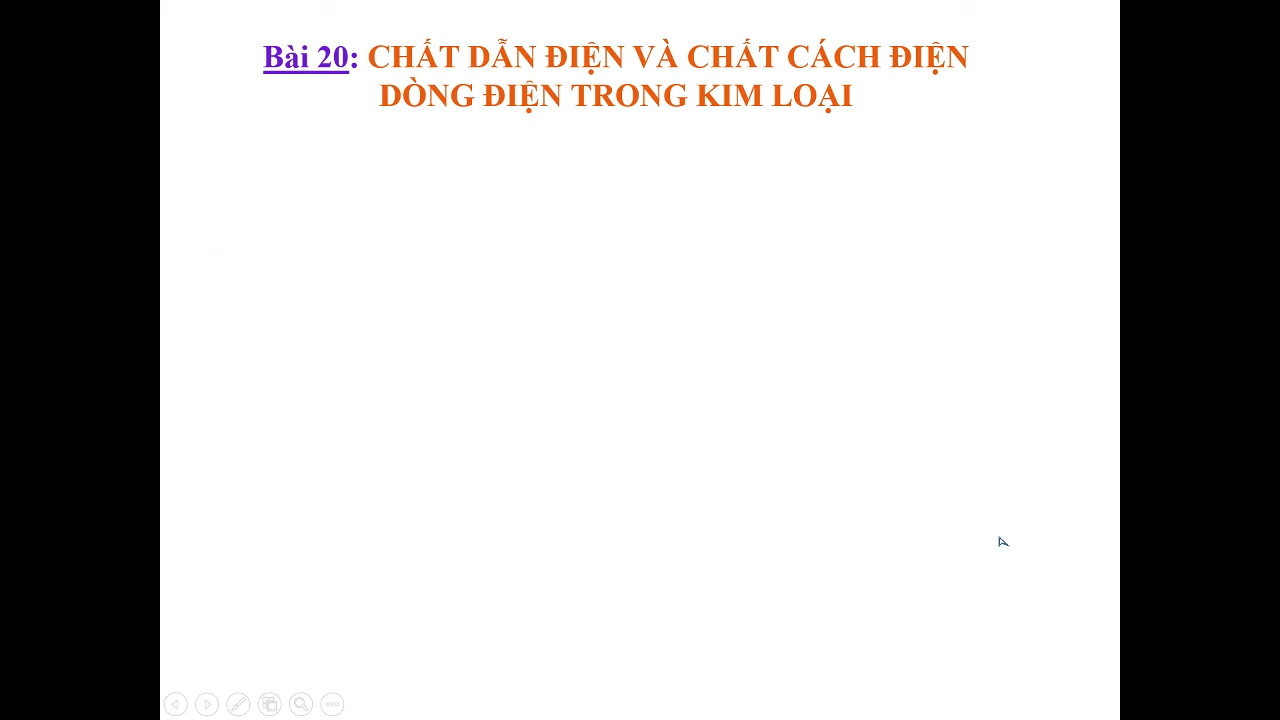 Bài 20: CHẤT DẪN ĐIỆN VÀ CHẤT CÁCH ĐIỆN
DÒNG ĐIỆN TRONG KIM LOẠI